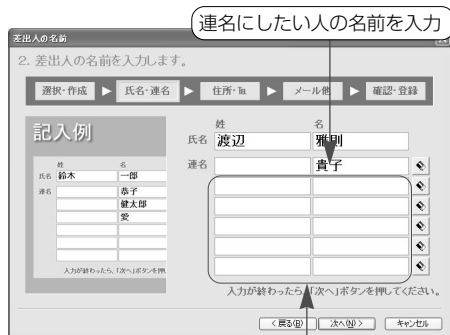 連名にしたい人の名前を入力
差出人の名前
2. 差出人の名前を入力します。
選択・作成 ▶ 氏名・連名 ▶ 住所・℡ ▶ メール他 ▶ 確認・登録
記入例
姓 名
氏名 鈴木 一郎
連名 恭子
健太郎
愛
入力が終わったら、「次へ」ボタンを押し
姓 名
氏名 渡辺 雅則
連名 貴子
入力が終わったら、「次へ」ボタンを押してください。
<戻る(B) 次へ(N)> キャンセル